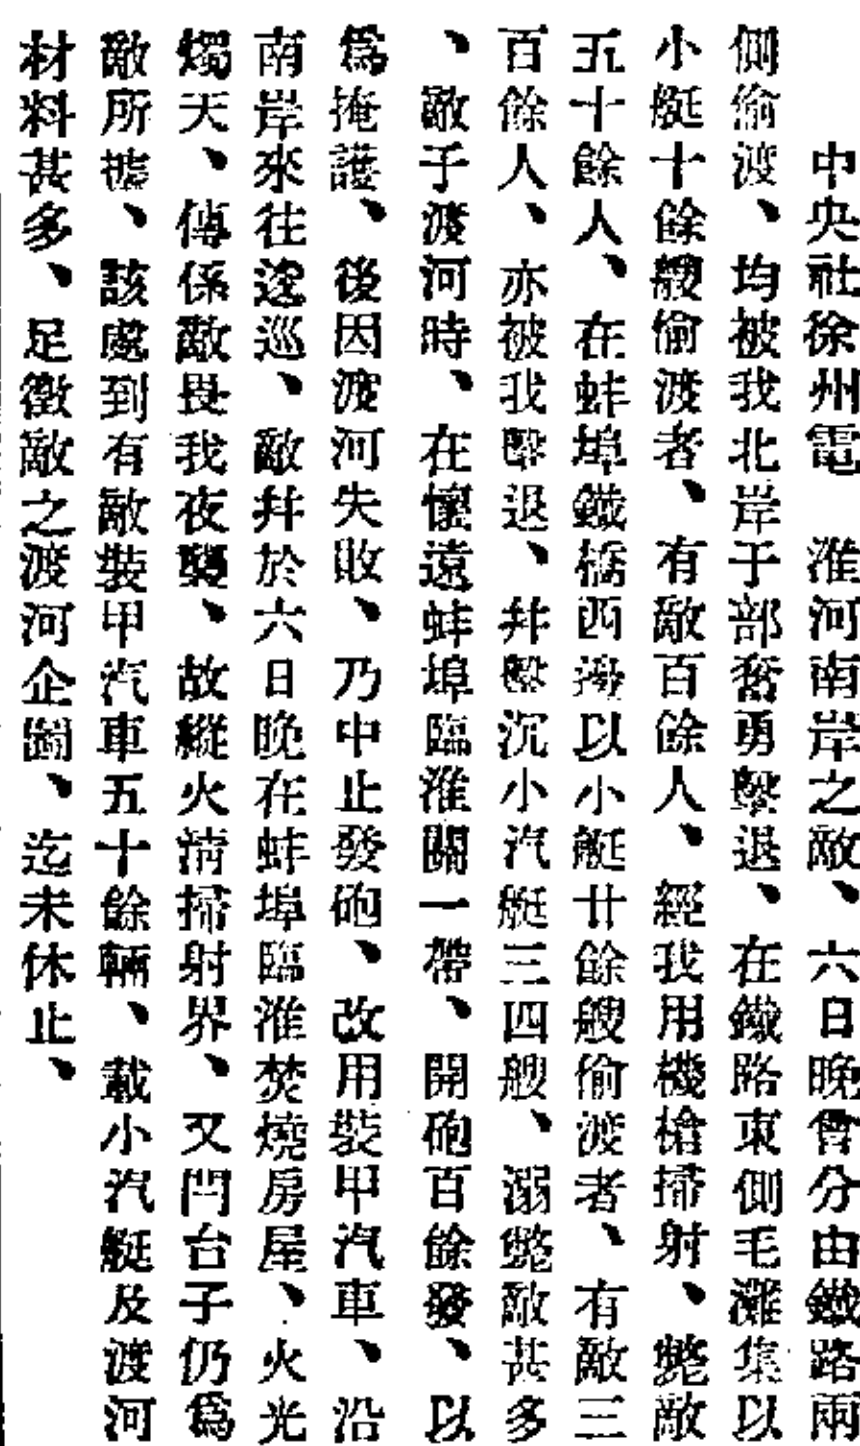 中央社徐州電　淮河南岸之敵、六日晚曾分由鐵路兩
側偷渡、均被我北岸于部奮勇擊退、在鐵路東側毛灘集以
小艇十餘艘偷渡者、有敵百餘人、經我用機槍掃射、斃敵
五十餘人、在蚌埠鐵橋西邊以小艇廿餘艘偷渡者、有敵三
百餘人、亦被我擊退、幷擊沉小汽艇三四艘、溺斃敵甚多
、敵于渡河時、在懷遠蚌埠臨淮關一帶、開砲百餘發、以
爲掩護、後因渡河失敗、乃中止發砲、改用裝甲汽車、沿
南岸來往逡巡、敵幷於六日晚在蚌埠臨淮焚燒房屋、火光
燭天、傳係敵畏我夜襲、故縱火淸掃射界、又閂台子仍爲
敵所據、該處到有敵裝甲汽車五十餘輛、載小汽艇及渡河
材料甚多、足徵敵之渡河企圖、迄未休止、